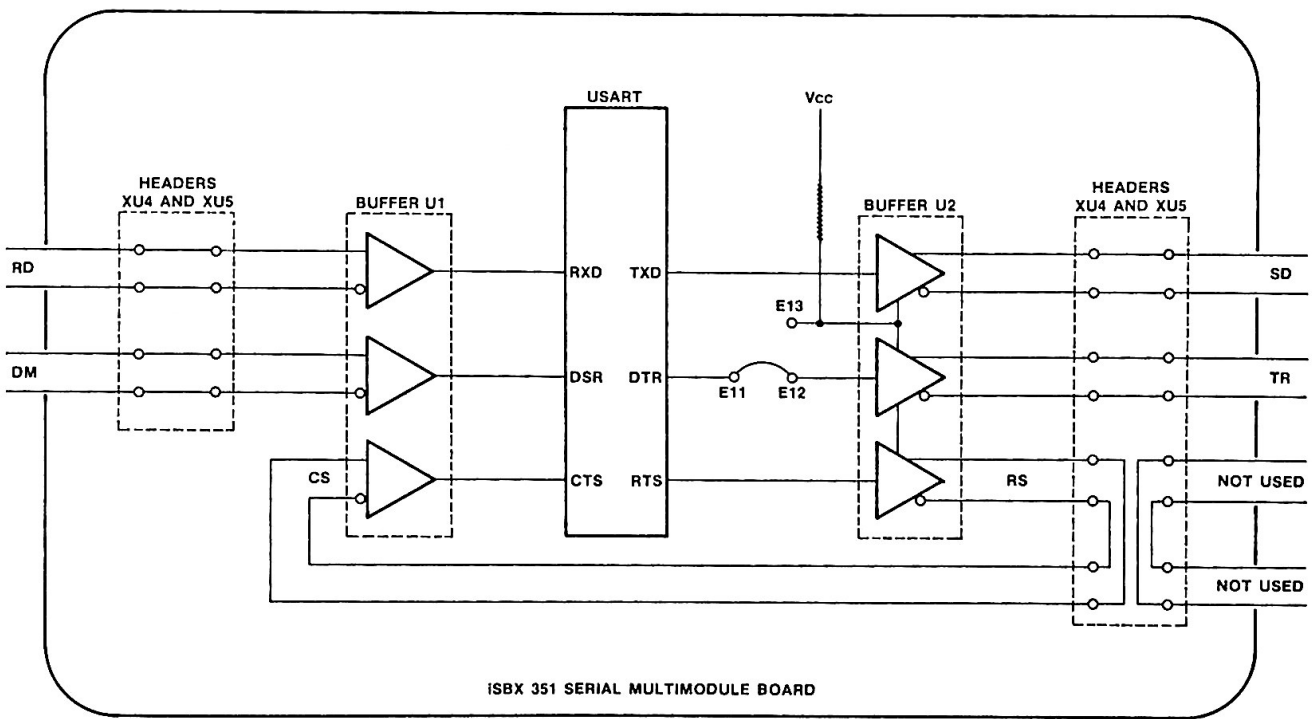 USART
Vcc
HEADERS
XU4 AND XU5
BUFFER U1
BUFFER U2
HEADERS
XU4 AND XU5
RD
RXD
TXD
SD
E13
DM
DSR
DTR
E11
E12
TR
CS
CTS
RTS
RS
NOT USED
NOT USED
iSBX 351 SERIAL MULTIMODULE BOARD